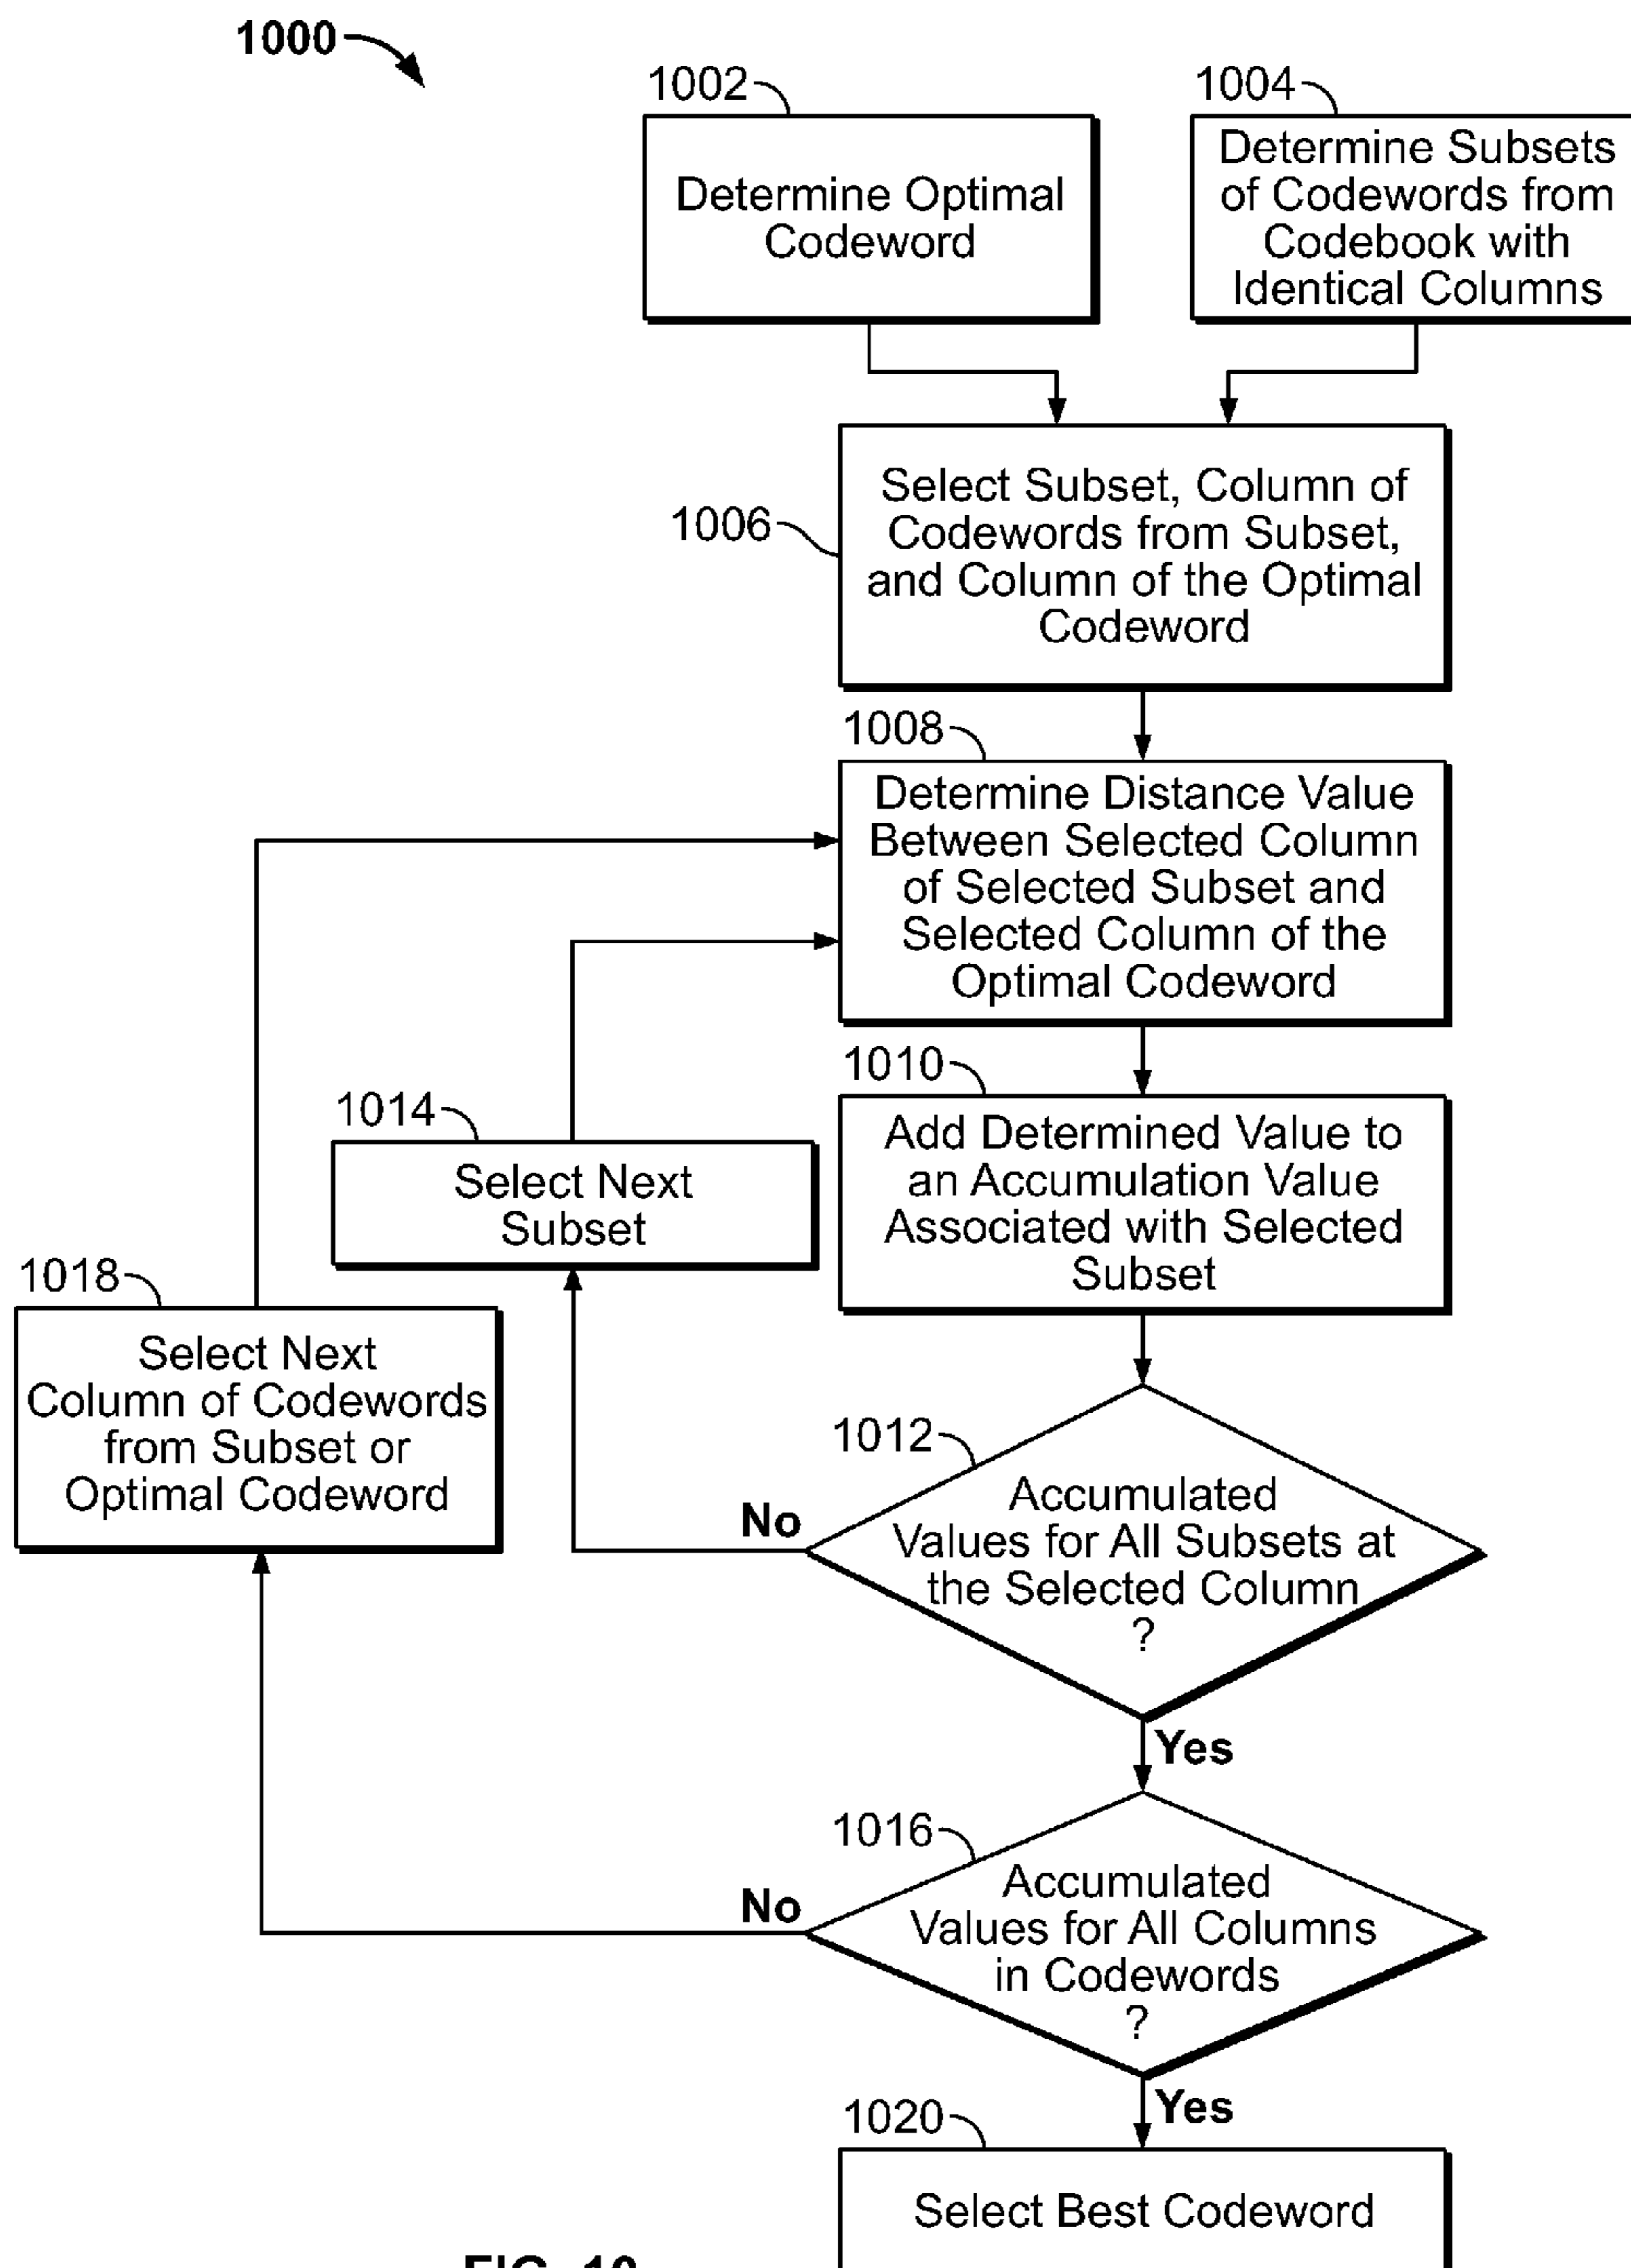 1000
1002
1004
Determine Optimal
Codeword
Determine Subsets
of Codewords from
Codebook with
Identical Columns
1006
Select Subset, Column of
Codewords from Subset,
and Column of the Optimal
Codeword
1008
Determine Distance Value
Between Selected Column
of Selected Subset and
Selected Column of the
Optimal Codeword
1010
Add Determined Value to
an Accumulation Value
Associated with Selected
Subset
1014
Select Next
Subset
1018
Select Next
Column of Codewords
from Subset or
Optimal Codeword
1012
Accumulated
Values for All Subsets at
the Selected Column
?
No
Yes
1016
Accumulated
Values for All Columns
in Codewords
?
No
Yes
1020
Select Best Codeword
FIG. 10